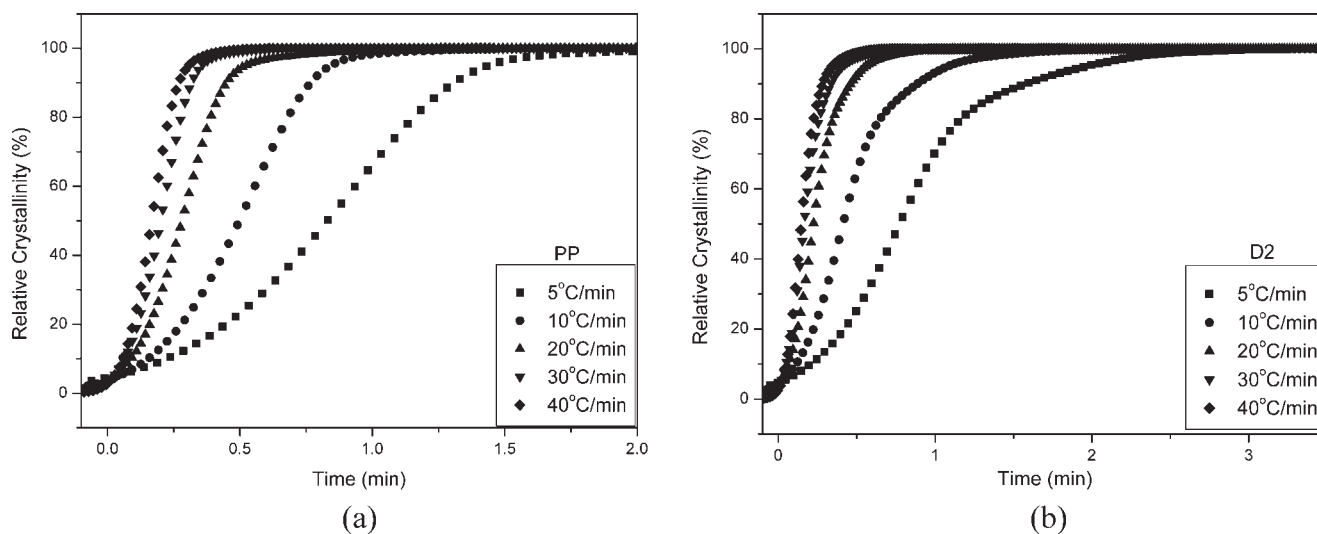 (a)
Relative Crystallinity (%)
100
80
60
40
20
0
0.0
0.5
1.0
1.5
2.0
Time (min)
PP
5°C/min
10°C/min
20°C/min
30°C/min
40°C/min
(a)
(b)
Relative Crystallinity (%)
100
80
60
40
20
0
0
1
2
3
Time (min)
D2
5°C/min
10°C/min
20°C/min
30°C/min
40°C/min
(b)